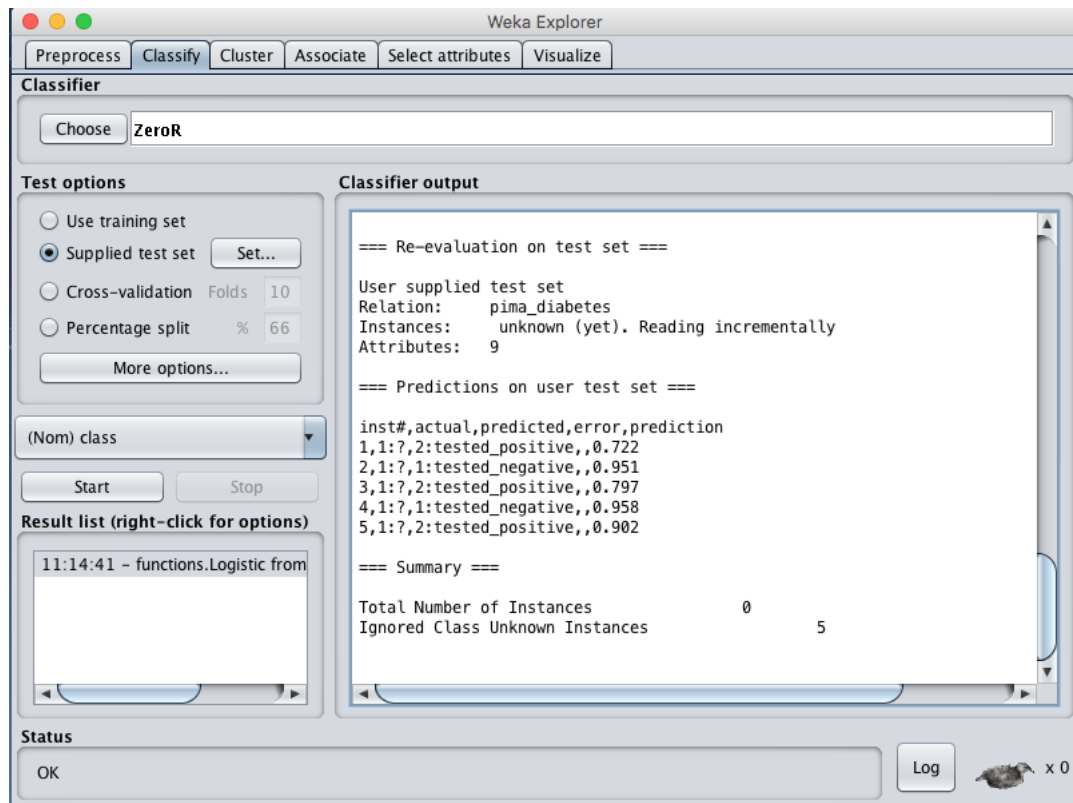 Weka Explorer
Preprocess Classify Cluster Associate Select attributes Visualize
Classifier
Choose ZeroR
Test options
Use training set
Supplied test set Set...
Cross-validation Folds 10
Percentage split % 66
More options...
(Nom) class
Start Stop
Result list (right-click for options)
11:14:41 – functions.Logistic from
Classifier output
=== Re-evaluation on test set ===
User supplied test set
Relation: pima_diabetes
Instances: unknown (yet). Reading incrementally
Attributes: 9
=== Predictions on user test set ===
inst#,actual,predicted,error,prediction
1,1:?,2:tested_positive,,0.722
2,1:?,1:tested_negative,,0.951
3,1:?,2:tested_positive,,0.797
4,1:?,1:tested_negative,,0.958
5,1:?,2:tested_positive,,0.902
=== Summary ===
Total Number of Instances 0
Ignored Class Unknown Instances 5
Status
OK
Log x 0